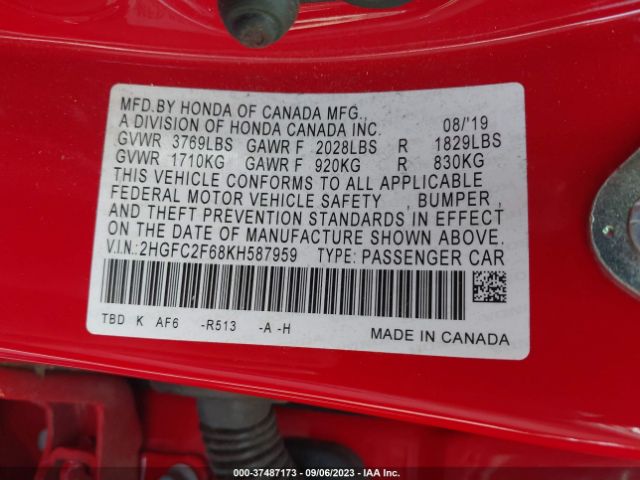 MFD.BY HONDA OF CANADA MFG.,
A DIVISION OF HONDA CANADA INC. 08/'19
GVWR 3769LBS GAWR F 2028LBS R 1829LBS
GVWR 1710KG GAWR F 920KG R 830KG
THIS VEHICLE CONFORMS TO ALL APPLICABLE
FEDERAL MOTOR VEHICLE SAFETY , BUMPER ,
AND THEFT PREVENTION STANDARDS IN EFFECT
ON THE DATE OF MANUFACTURE SHOWN ABOVE.
V.I.N.:2HGFC2F68KH587959 TYPE: PASSENGER CAR
TBD K AF6 -R513 -A -H MADE IN CANADA
000-37487173 - 09/06/2023 - IAA Inc.